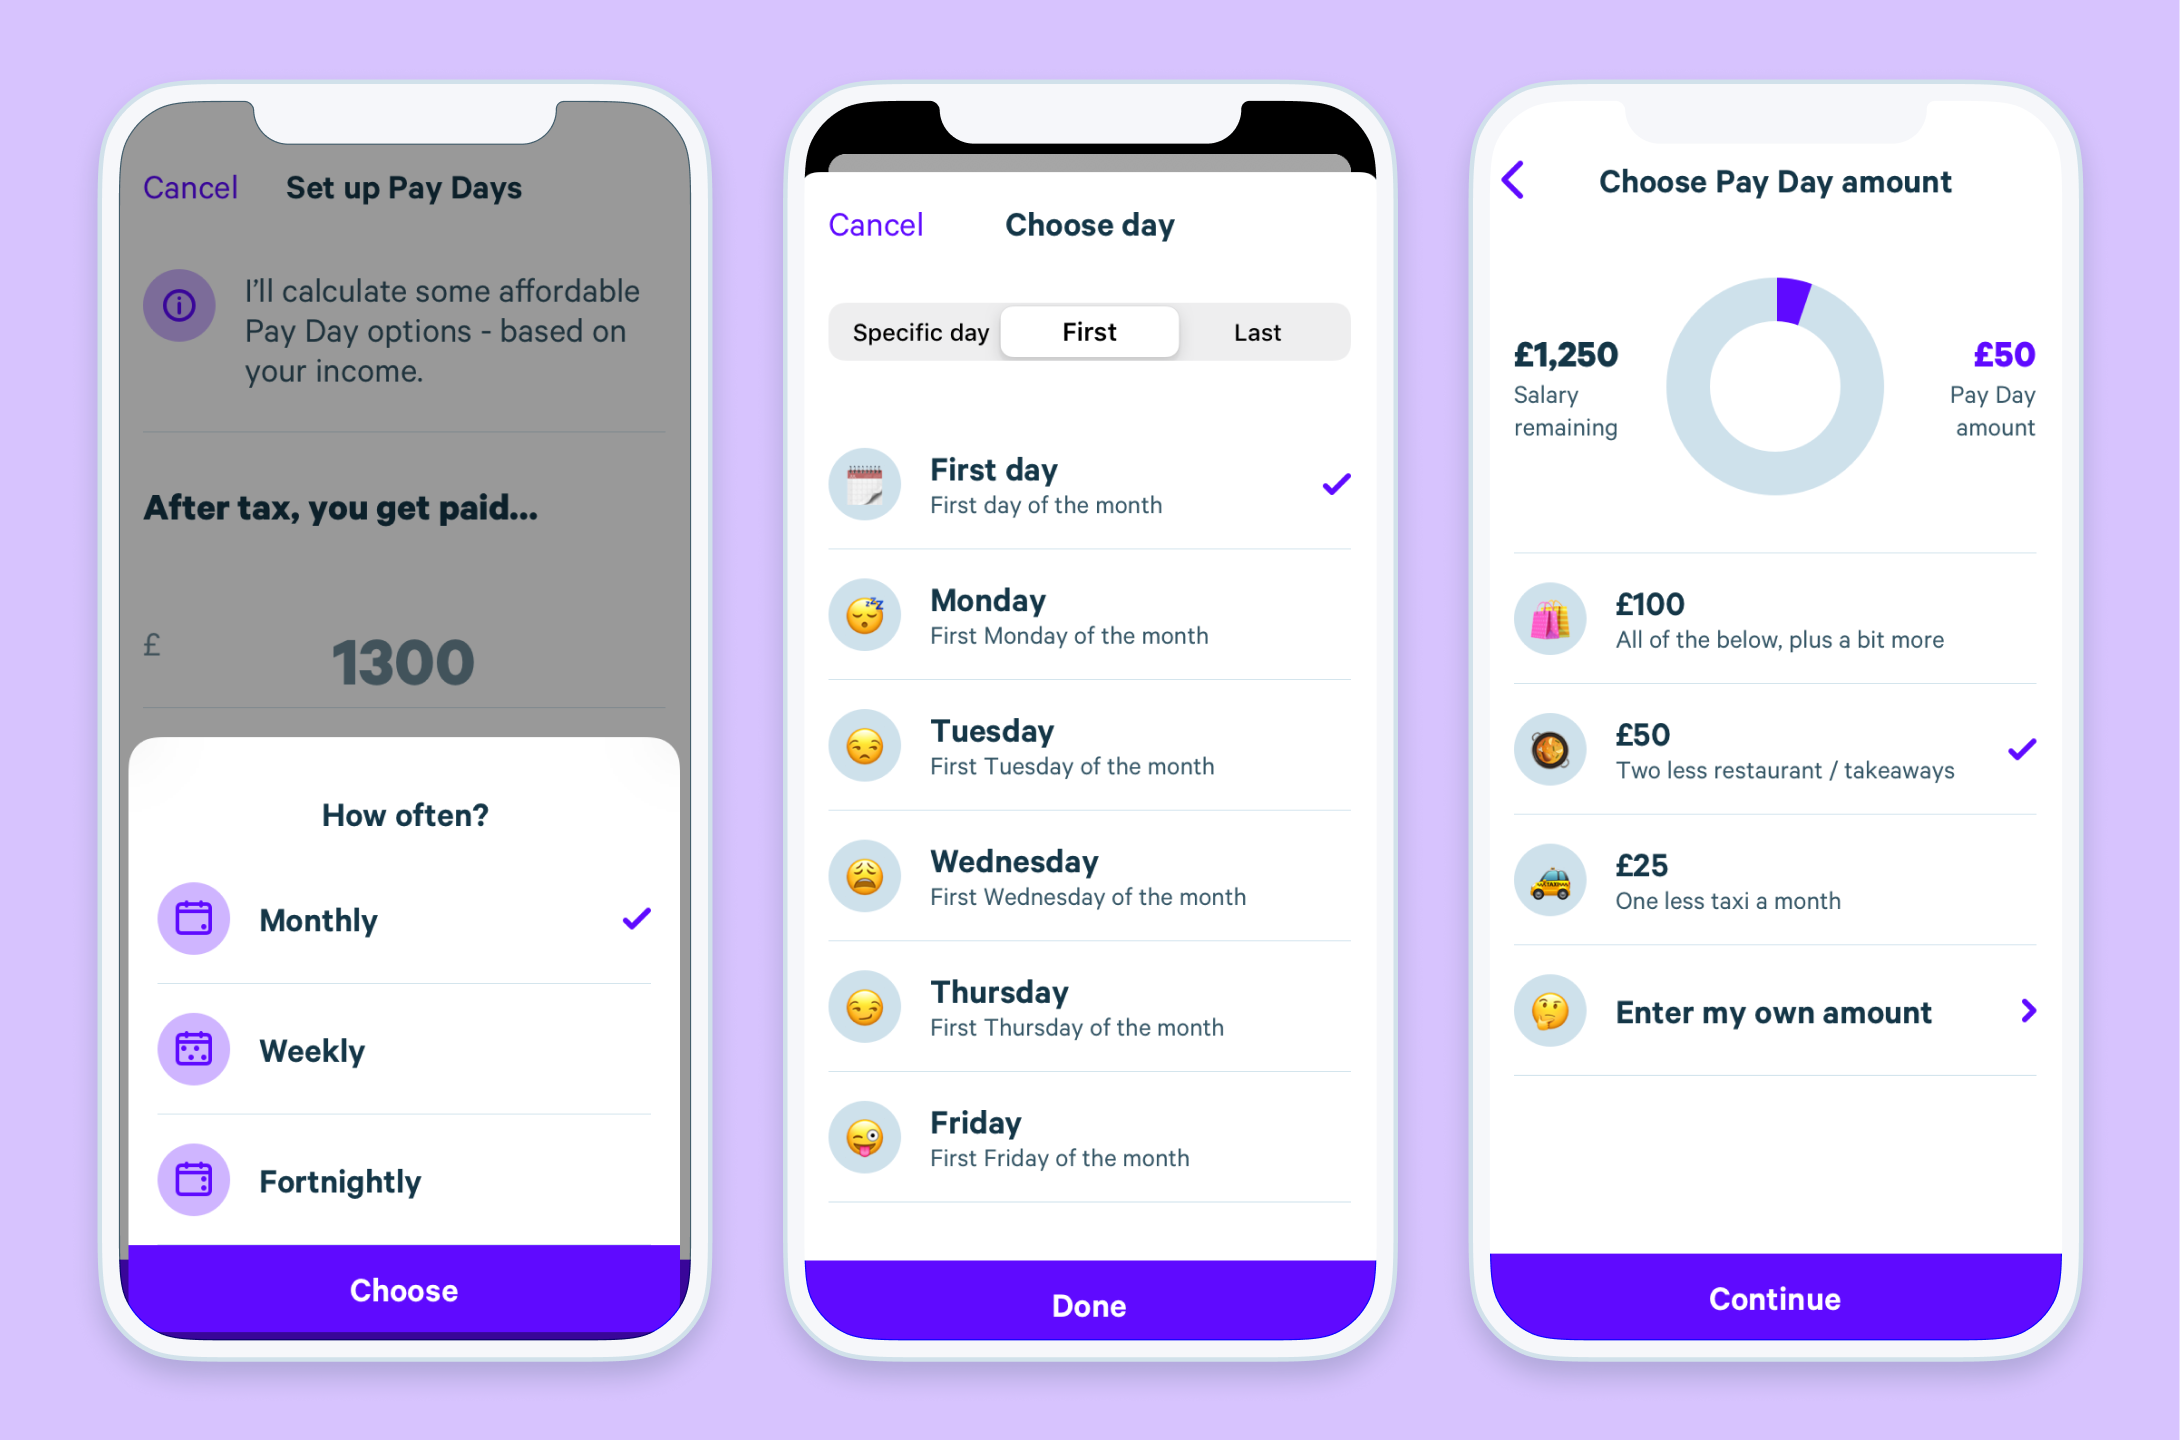 Cancel
Set up Pay Days
I’ll calculate some affordable
Pay Day options - based on
your income.
After tax, you get paid...
£
1300
How often?
Monthly
Weekly
Fortnightly
Choose
Cancel
Choose day
Specific day
First
Last
First day
First day of the month
Monday
First Monday of the month
Tuesday
First Tuesday of the month
Wednesday
First Wednesday of the month
Thursday
First Thursday of the month
Friday
First Friday of the month
Done
Choose Pay Day amount
£1,250
Salary
remaining
£50
Pay Day
amount
£100
All of the below, plus a bit more
£50
Two less restaurant / takeaways
£25
One less taxi a month
Enter my own amount
Continue